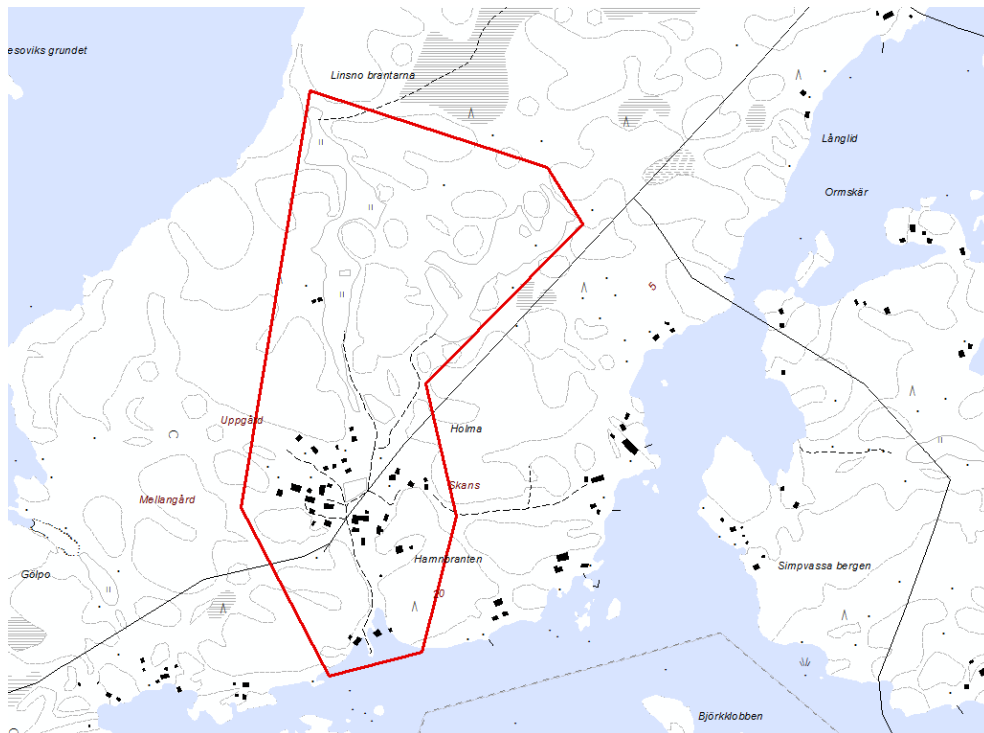 esoviks grundet
Linsno brantarna
Långlid
Ormskär
5
Uppgård
Holma
Mellangård
Skans
Hamnbranten
Gölpo
Simpvassa bergen
20
Björkklobben